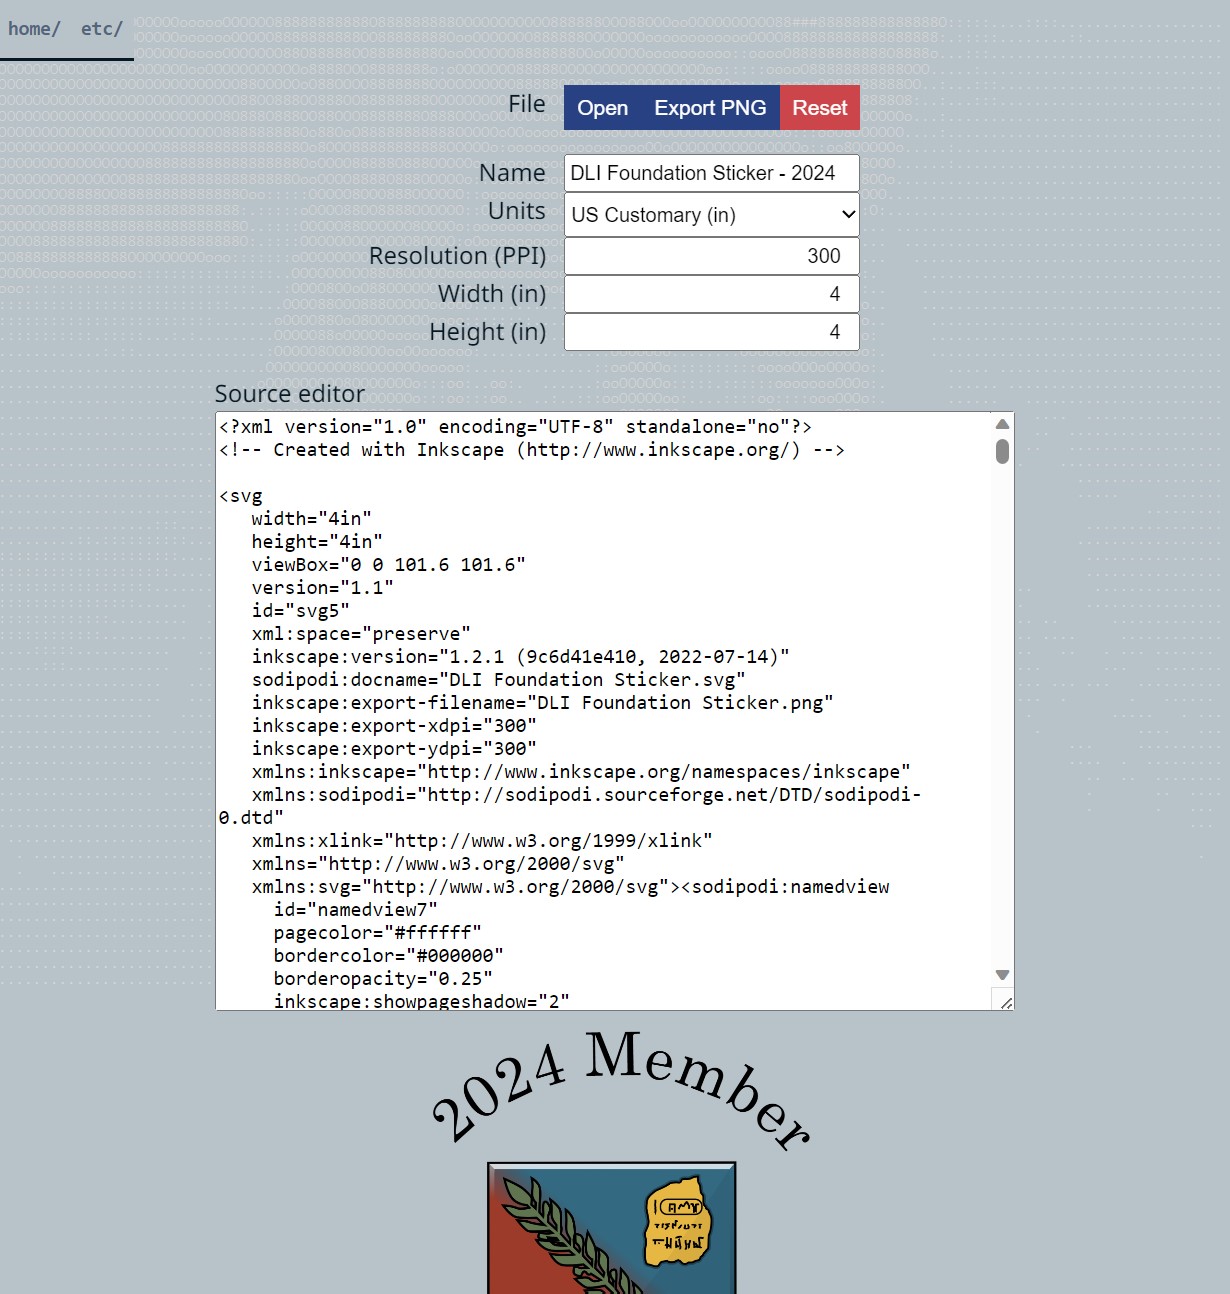 home/ etc/
File Open Export PNG Reset
Name DLI Foundation Sticker - 2024
Units US Customary (in)
Resolution (PPI) 300
Width (in) 4
Height (in) 4
Source editor
<?xml version="1.0" encoding="UTF-8" standalone="no"?>
<!-- Created with Inkscape (http://www.inkscape.org/) -->
<svg
width="4in"
height="4in"
viewBox="0 0 101.6 101.6"
version="1.1"
id="svg5"
xml:space="preserve"
inkscape:version="1.2.1 (9c6d41e410, 2022-07-14)"
sodipodi:docname="DLI Foundation Sticker.svg"
inkscape:export-filename="DLI Foundation Sticker.png"
inkscape:export-xdpi="300"
inkscape:export-ydpi="300"
xmlns:inkscape="http://www.inkscape.org/namespaces/inkscape"
xmlns:sodipodi="http://sodipodi.sourceforge.net/DTD/sodipodi-
0.dtd"
xmlns:xlink="http://www.w3.org/1999/xlink"
xmlns="http://www.w3.org/2000/svg"
xmlns:svg="http://www.w3.org/2000/svg"><sodipodi:namedview
id="namedview7"
pagecolor="#ffffff"
bordercolor="#000000"
borderopacity="0.25"
inkscape:showpageshadow="2"
2024 Member